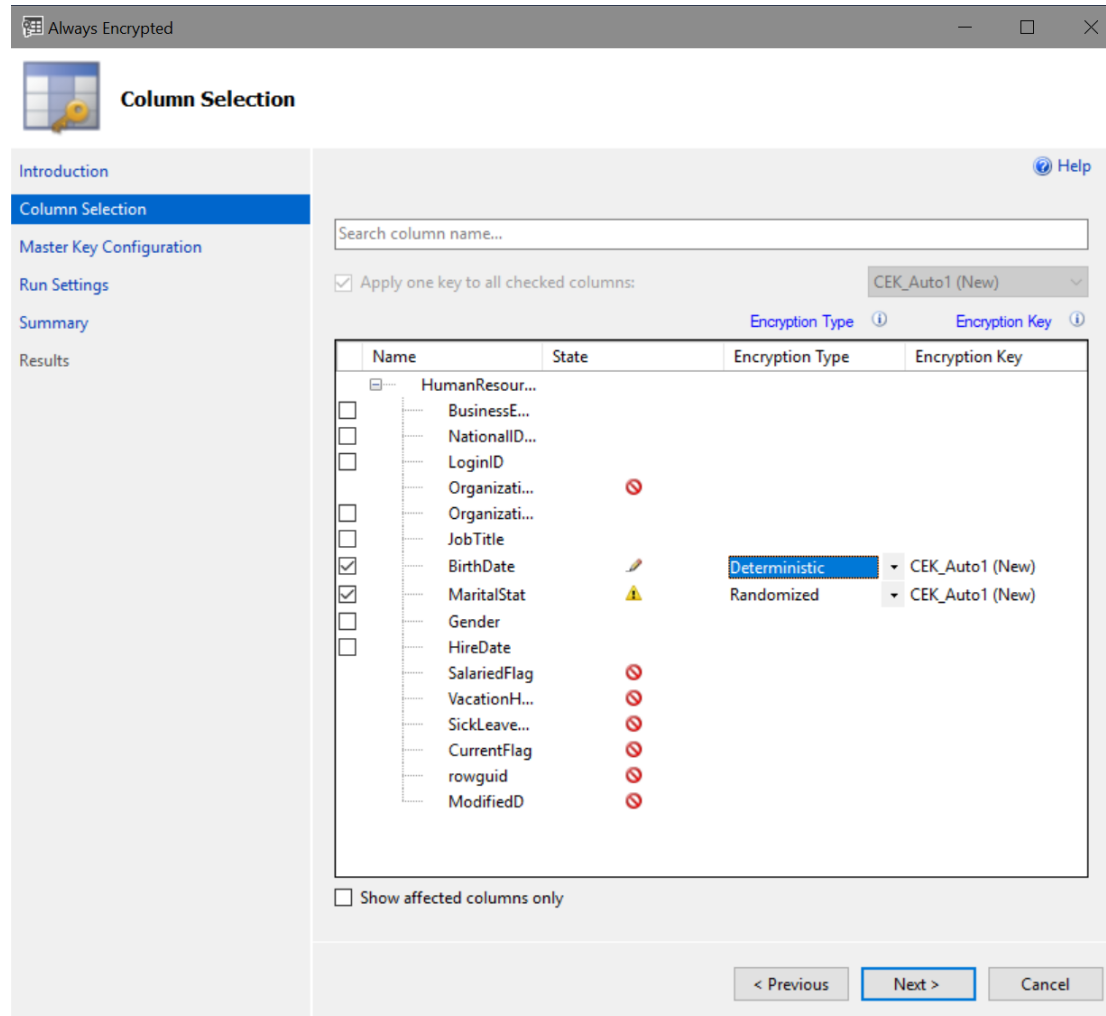 Always Encrypted
Column Selection
Introduction
Column Selection
Master Key Configuration
Run Settings
Summary
Results
Help
Search column name...
Apply one key to all checked columns: CEK_Auto1 (New)
Encryption Type Encryption Key
Name State Encryption Type Encryption Key
HumanResour...
BusinessE...
NationalID...
LoginID
Organizati...
Organizati...
JobTitle
BirthDate Deterministic CEK_Auto1 (New)
MaritalStat Randomized CEK_Auto1 (New)
Gender
HireDate
SalariedFlag
VacationH...
SickLeave...
CurrentFlag
rowguid
ModifiedD
Show affected columns only
< Previous Next > Cancel